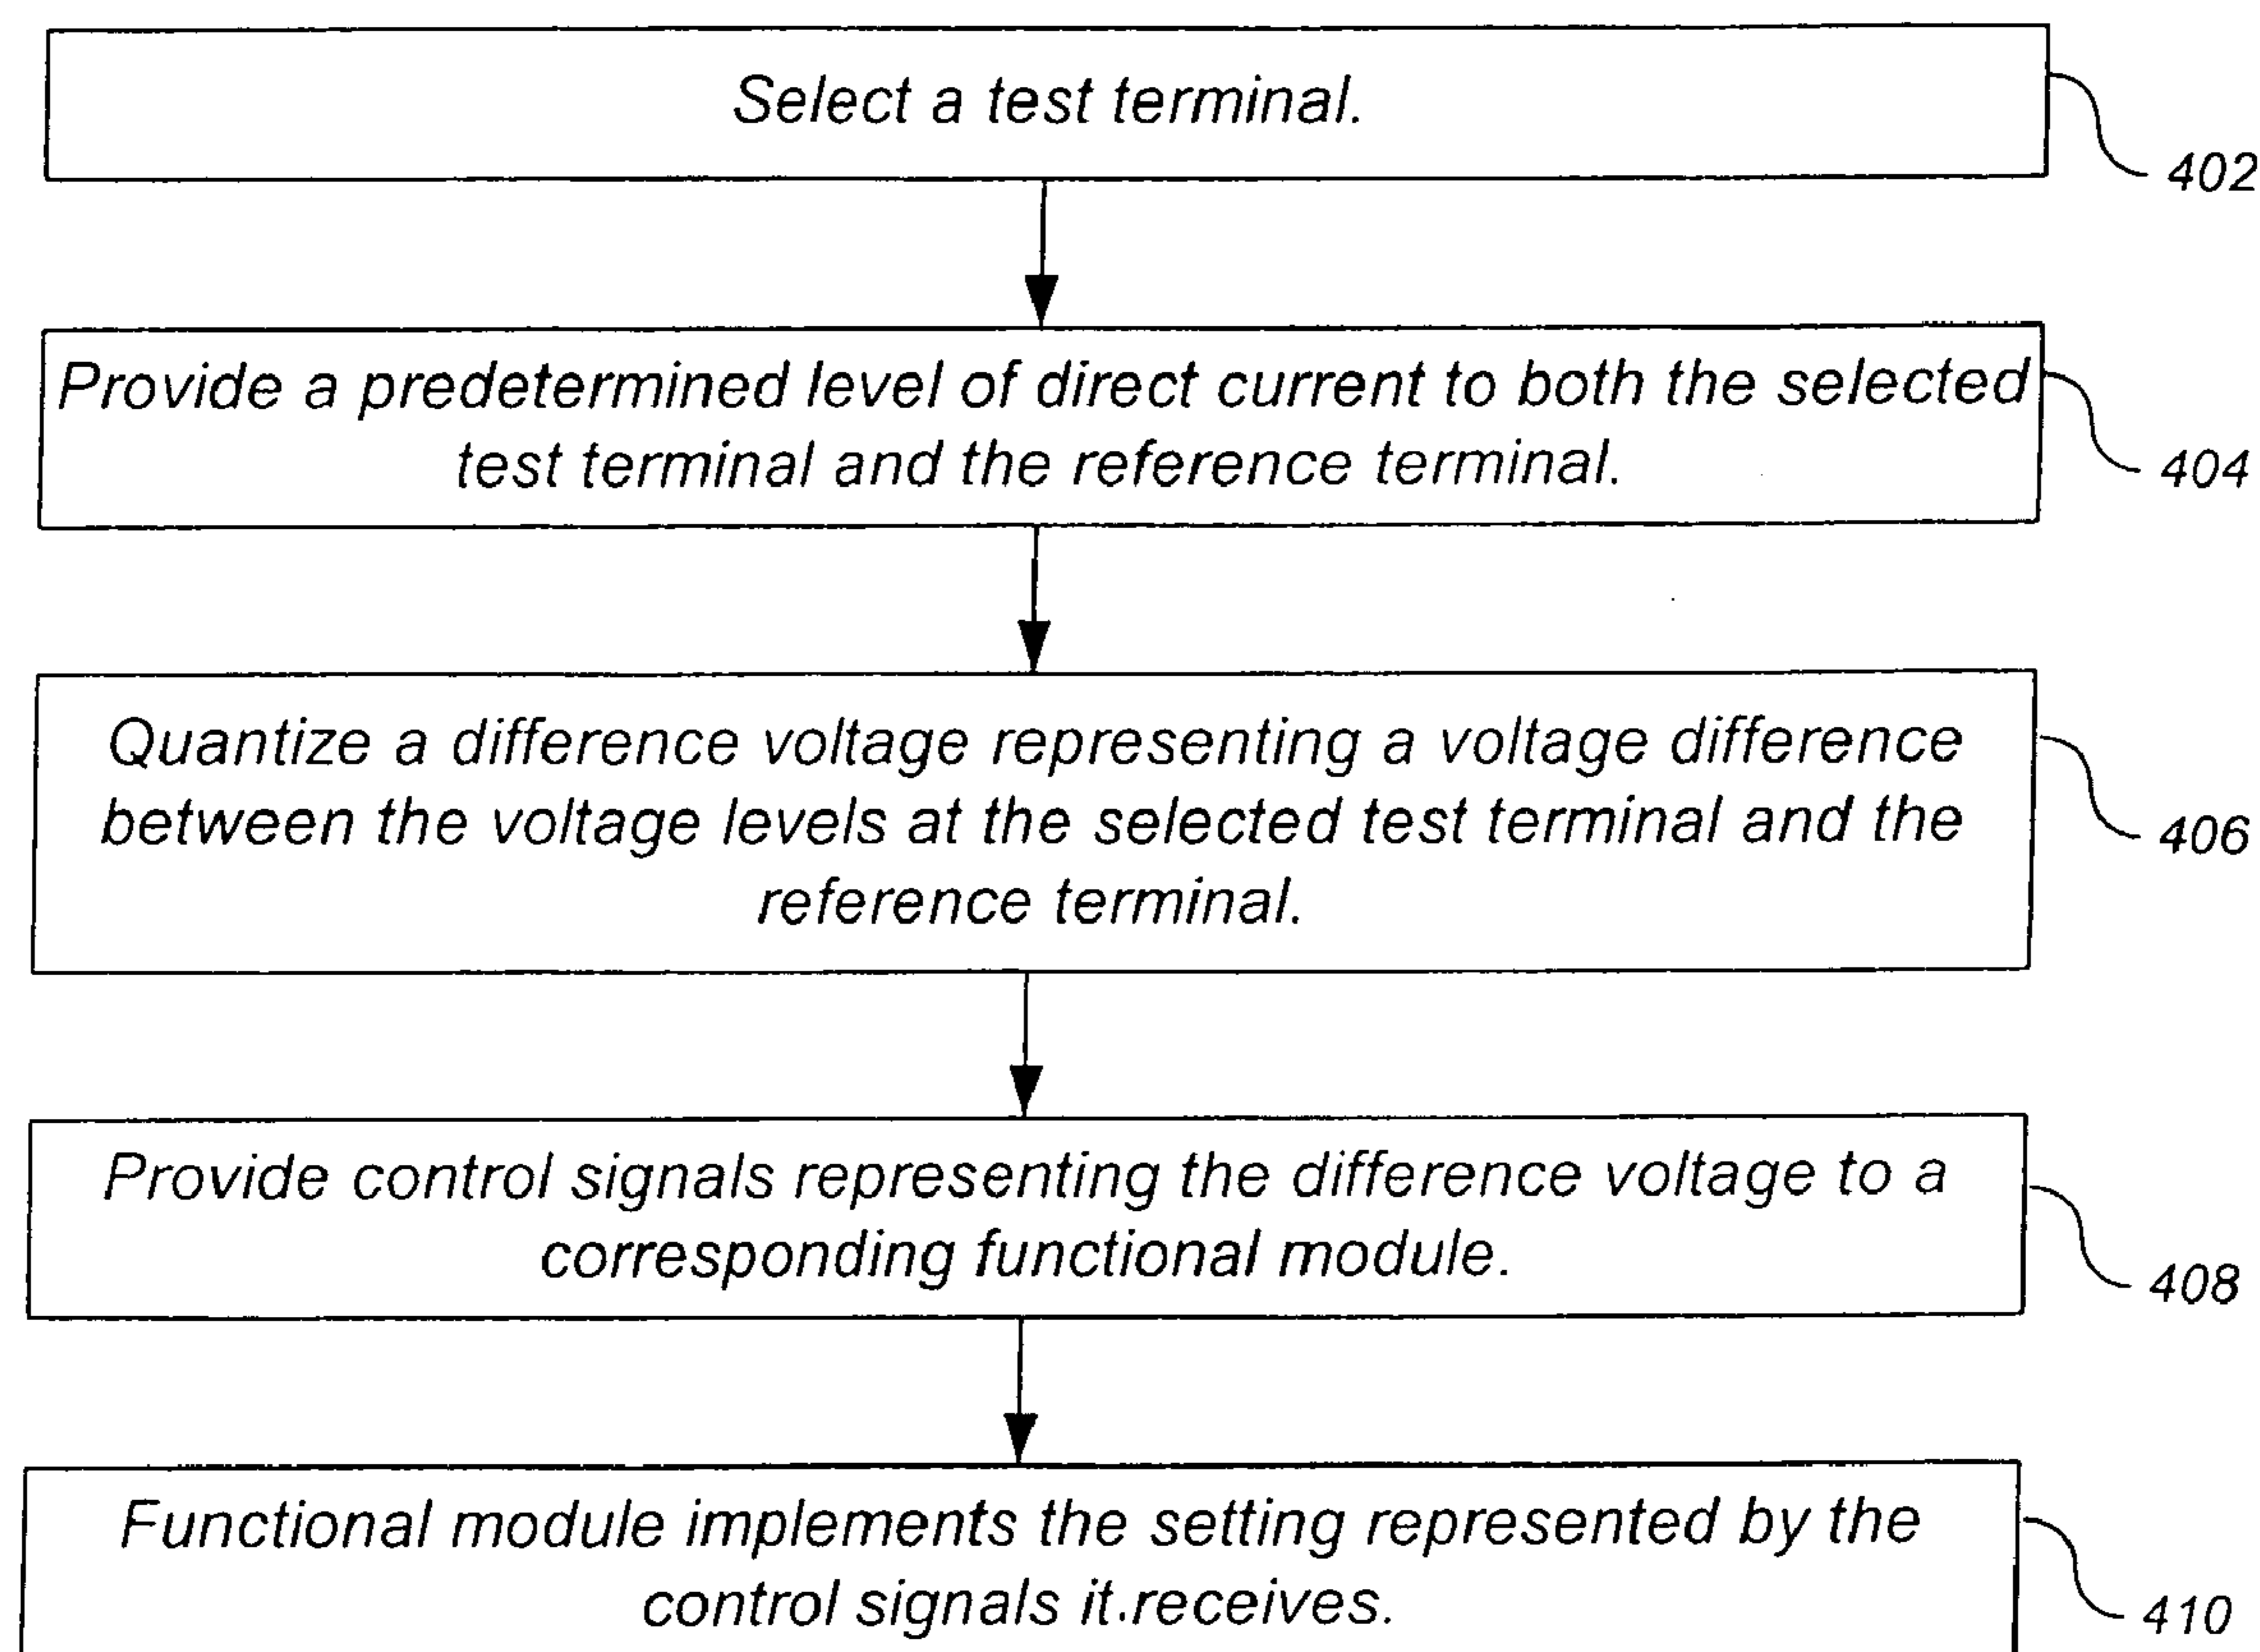 Select a test terminal.
402
Provide a predetermined level of direct current to both the selected
test terminal and the reference terminal.
404
Quantize a difference voltage representing a voltage difference
between the voltage levels at the selected test terminal and the
reference terminal.
406
Provide control signals representing the difference voltage to a
corresponding functional module.
408
Functional module implements the setting represented by the
control signals it receives.
410